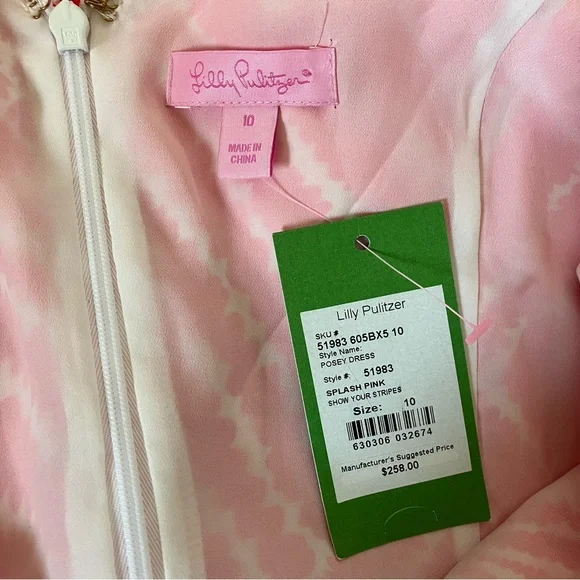 Lilly Pulitzer
10
MADE IN
CHINA
Lilly Pulitzer
SKU #
51983 605BX5 10
Style Name:
POSEY DRESS
Style #: 51983
SPLASH PINK
SHOW YOUR STRIPES
Size: 10
630306 032674
Manufacturer's Suggested Price
$258.00